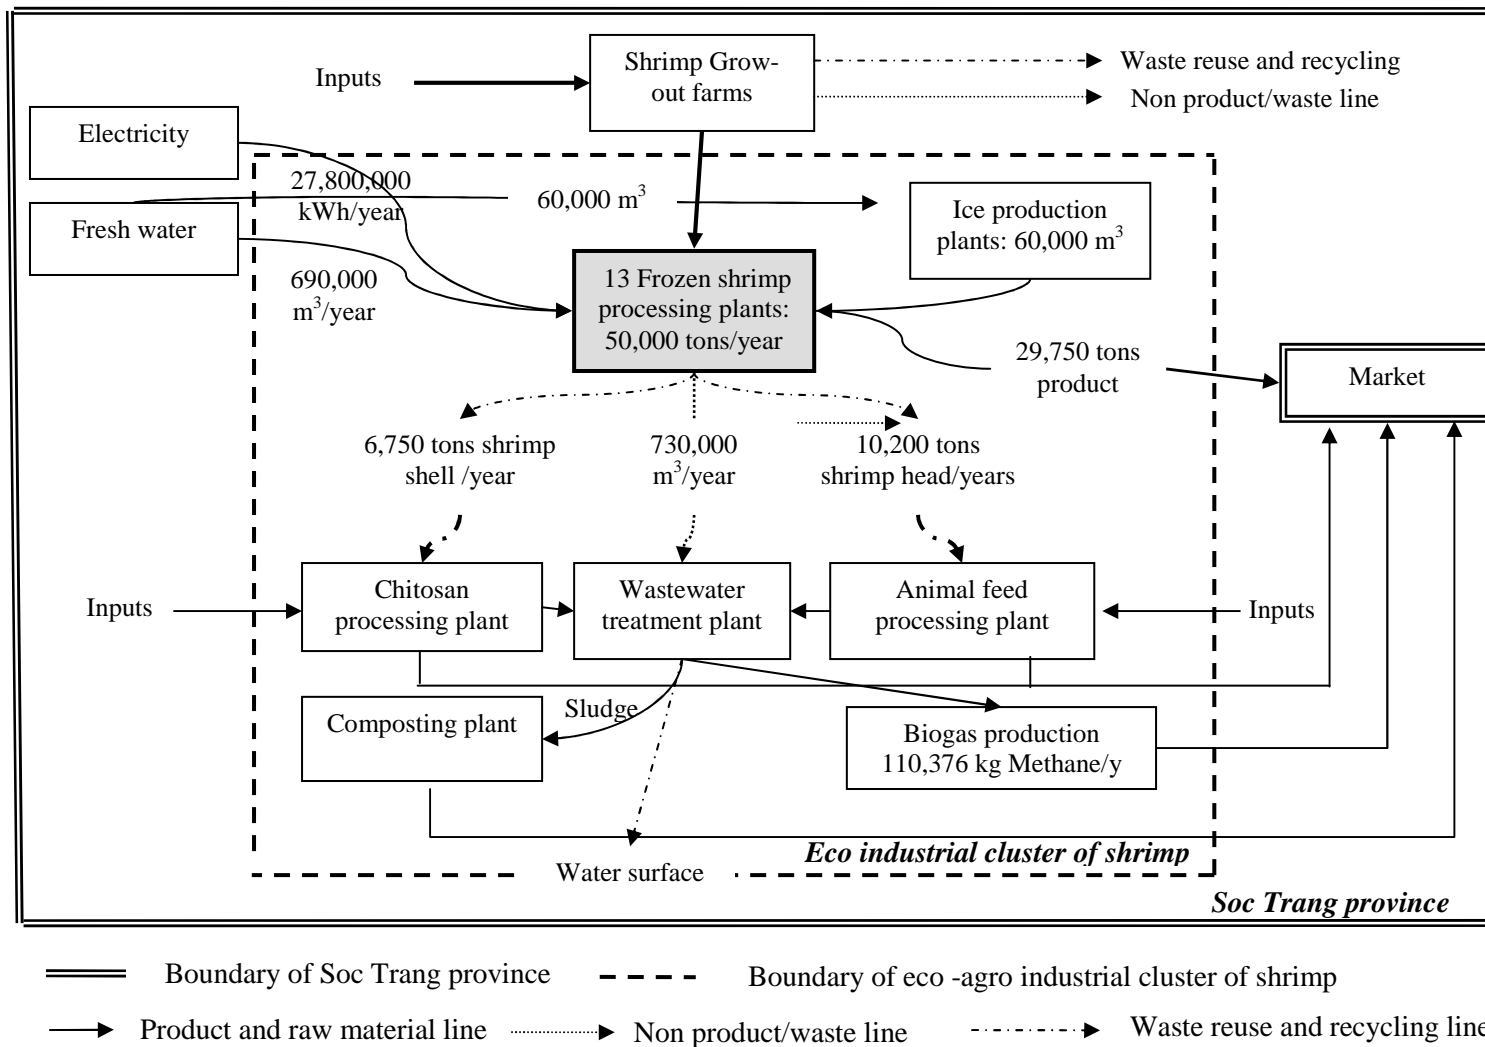 Shrimp Grow-
out farms
Inputs
Waste reuse and recycling
Non product/waste line
Electricity
27,800,000
kWh/year
60,000 m³
Ice production
plants: 60,000 m³
Fresh water
690,000
m³/year
13 Frozen shrimp
processing plants:
50,000 tons/year
29,750 tons
product
Market
6,750 tons shrimp
shell /year
730,000
m³/year
10,200 tons
shrimp head/years
Inputs
Chitosan
processing plant
Wastewater
treatment plant
Animal feed
processing plant
Inputs
Composting plant
Sludge
Biogas production
110,376 kg Methane/y
Eco industrial cluster of shrimp
Water surface
Soc Trang province
Boundary of Soc Trang province
Boundary of eco -agro industrial cluster of shrimp
Product and raw material line
Non product/waste line
Waste reuse and recycling line